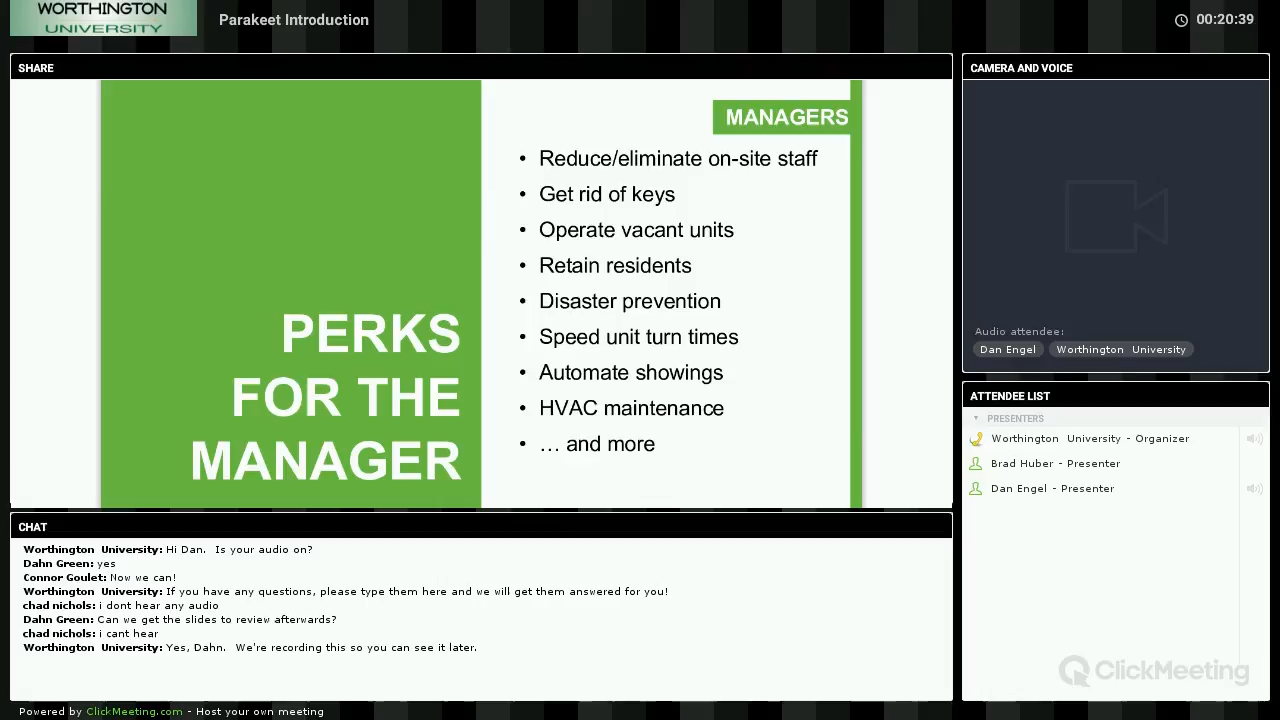 WORTHINGTON
UNIVERSITY
Parakeet Introduction
00:20:39
SHARE
MANAGERS
• Reduce/eliminate on-site staff
• Get rid of keys
• Operate vacant units
• Retain residents
• Disaster prevention
• Speed unit turn times
• Automate showings
• HVAC maintenance
• … and more
PERKS
FOR THE
MANAGER
CAMERA AND VOICE
Audio attendee:
Dan Engel Worthington University
ATTENDEE LIST
PRESENTERS
Worthington University - Organizer
Brad Huber - Presenter
Dan Engel - Presenter
ClickMeeting
CHAT
Worthington University: Hi Dan. Is your audio on?
Dahn Green: yes
Connor Goulet: Now we can!
Worthington University: If you have any questions, please type them here and we will get them answered for you!
chad nichols: i dont hear any audio
Dahn Green: Can we get the slides to review afterwards?
chad nichols: i cant hear
Worthington University: Yes, Dahn. We're recording this so you can see it later.
Powered by ClickMeeting.com - Host your own meeting